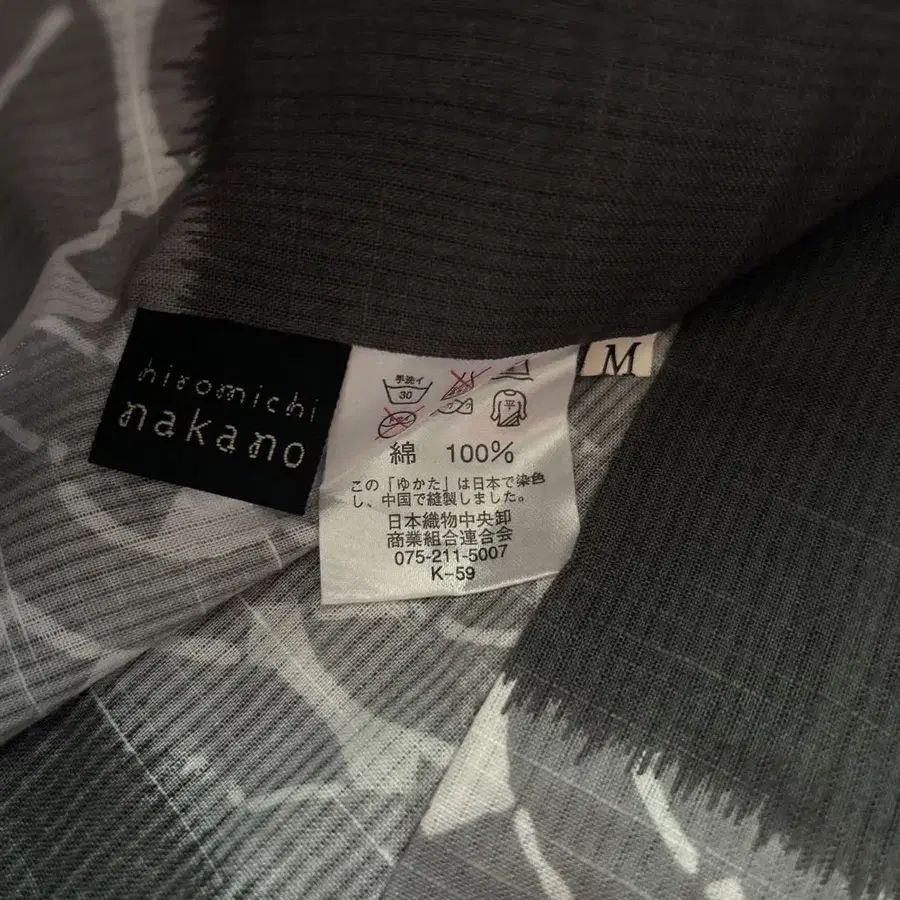 hiromichi
nakano
手洗イ
30
平
綿 100%
この「ゆかた」は日本で染色
し、中国で縫製しました。
日本織物中央卸
商業組合連合会
075-211-5007
K-59
M